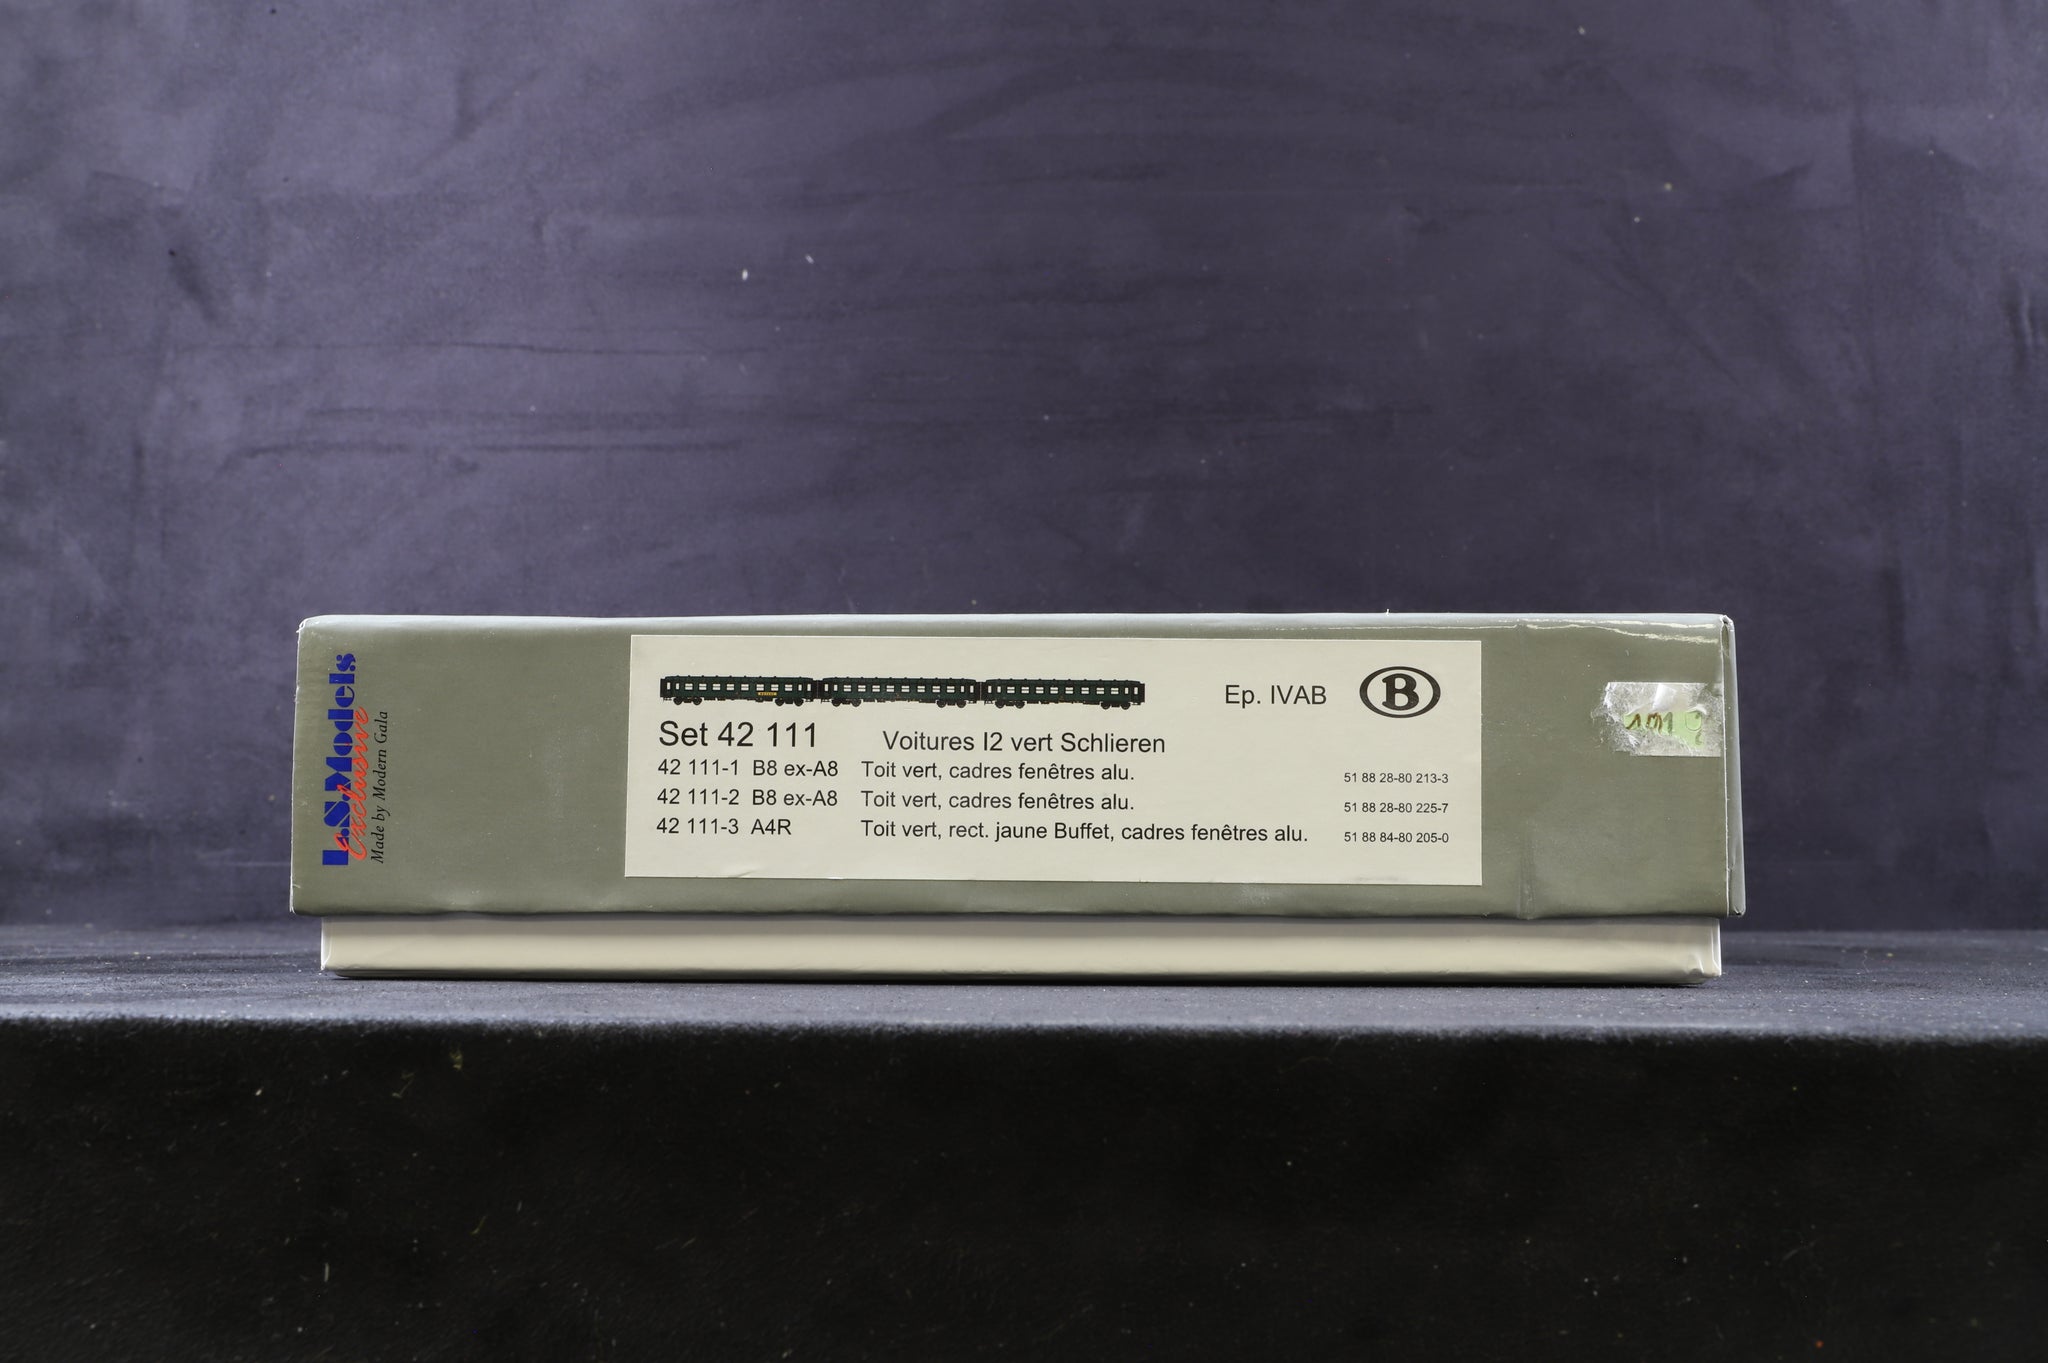 L.S.Models
exclusive
Made by Modern Gala
Ep. IVAB B
Set 42 111 Voitures I2 vert Schlieren
42 111-1 B8 ex-A8 Toit vert, cadres fenêtres alu. 51 88 28-80 213-3
42 111-2 B8 ex-A8 Toit vert, cadres fenêtres alu. 51 88 28-80 225-7
42 111-3 A4R Toit vert, rect. jaune Buffet, cadres fenêtres alu. 51 88 84-80 205-0